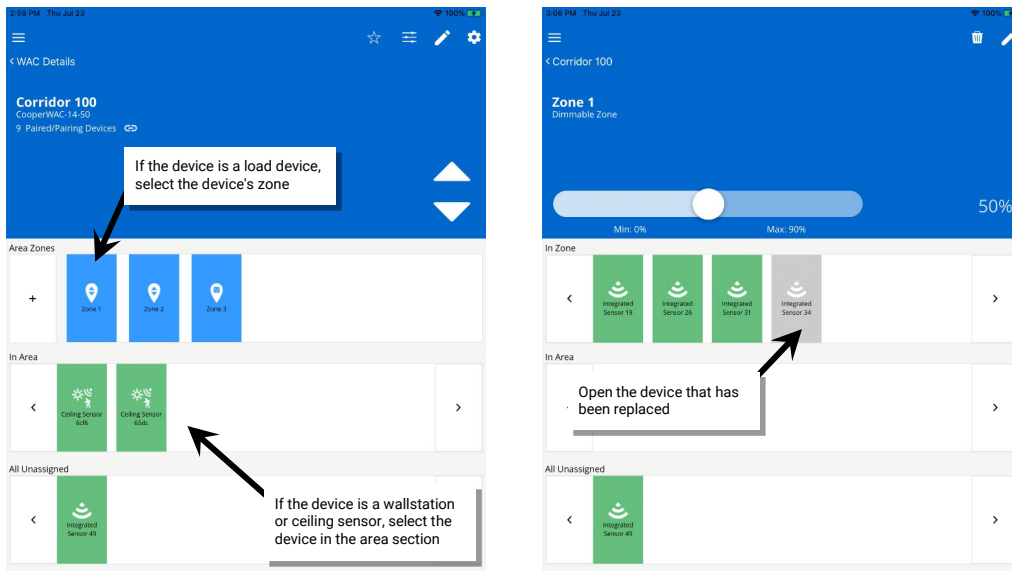 2:59 PM Thu Jul 23
100%
< WAC Details
Corridor 100
CooperWAC-14-50
9 Paired/Pairing Devices
If the device is a load device,
select the device's zone
Area Zones
+
Zone 1
Zone 2
Zone 3
In Area
Ceiling Sensor
6cf6
Ceiling Sensor
65dc
All Unassigned
Integrated
Sensor 49
If the device is a wallstation
or ceiling sensor, select the
device in the area section
3:06 PM Thu Jul 23
100%
< Corridor 100
Zone 1
Dimmable Zone
50%
Min: 0%
Max: 90%
In Zone
Integrated
Sensor 19
Integrated
Sensor 26
Integrated
Sensor 31
Integrated
Sensor 34
In Area
Open the device that has
been replaced
All Unassigned
Integrated
Sensor 49